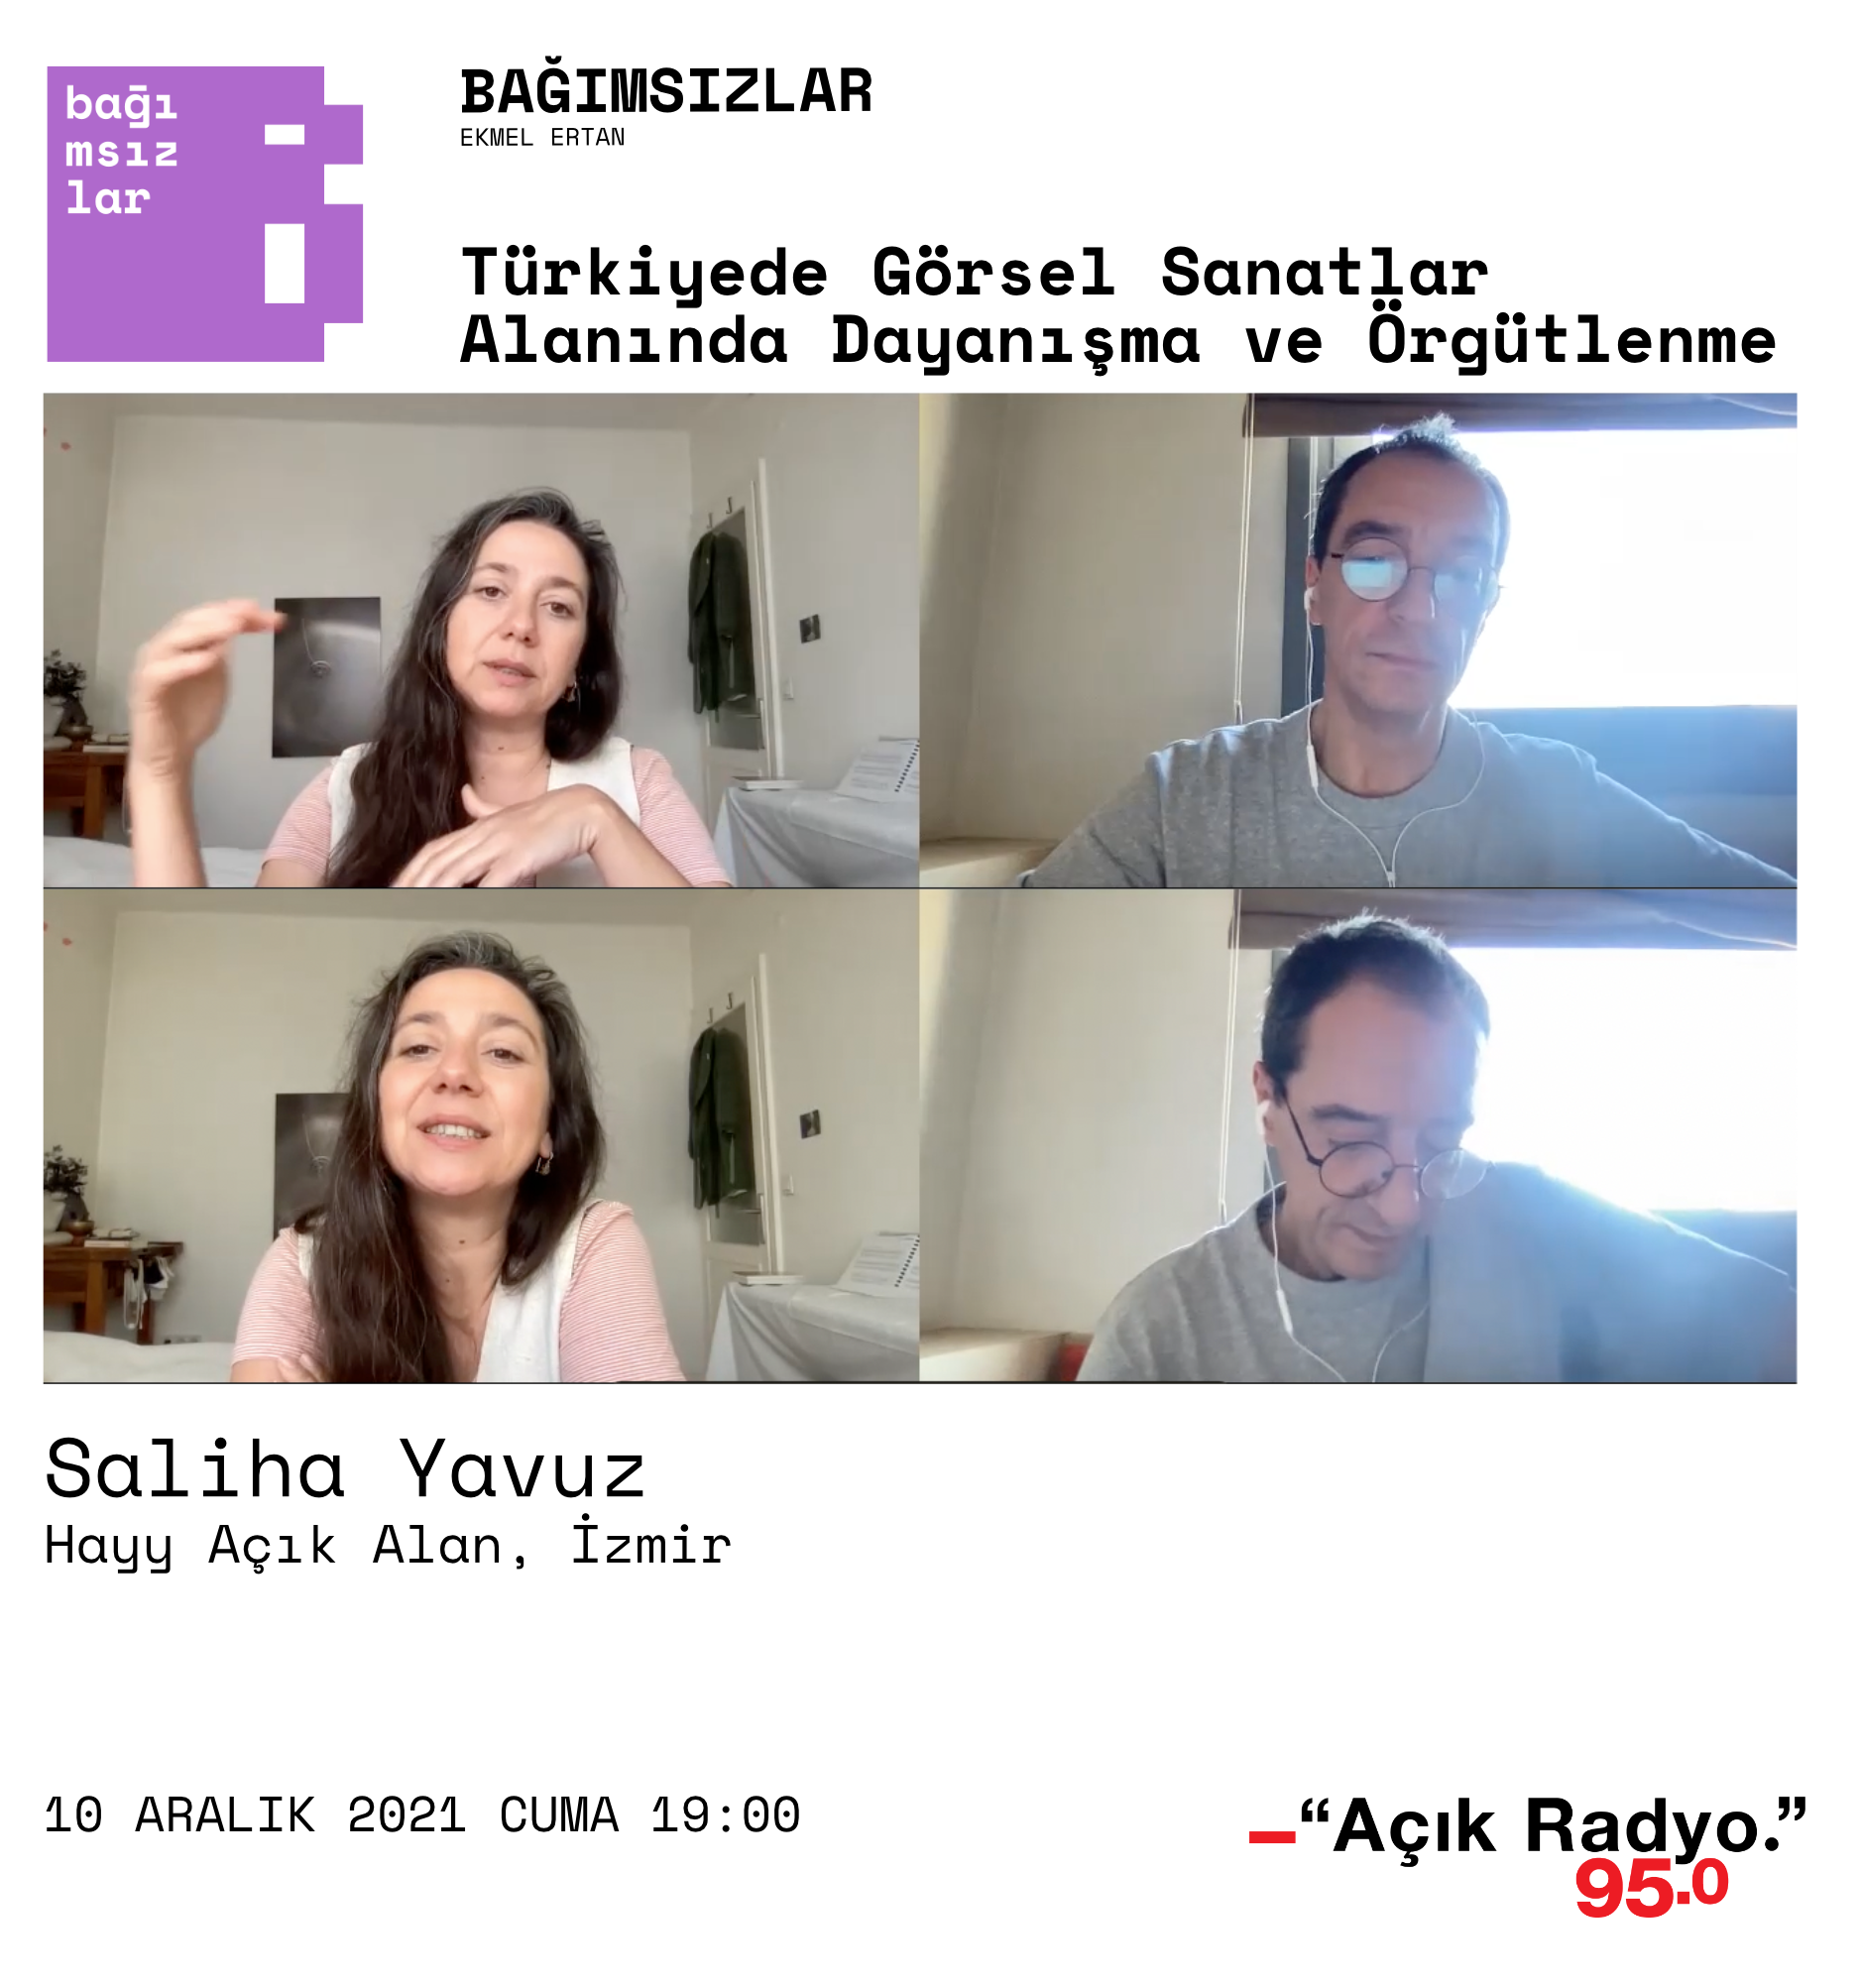 bağı
msız
lar
BAĞIMSIZLAR
EKMEL ERTAN
Türkiyede Görsel Sanatlar
Alanında Dayanışma ve Örgütlenme
Saliha Yavuz
Hayy Açık Alan, İzmir
10 ARALIK 2021 CUMA 19:00
“Açık Radyo.”
95.0